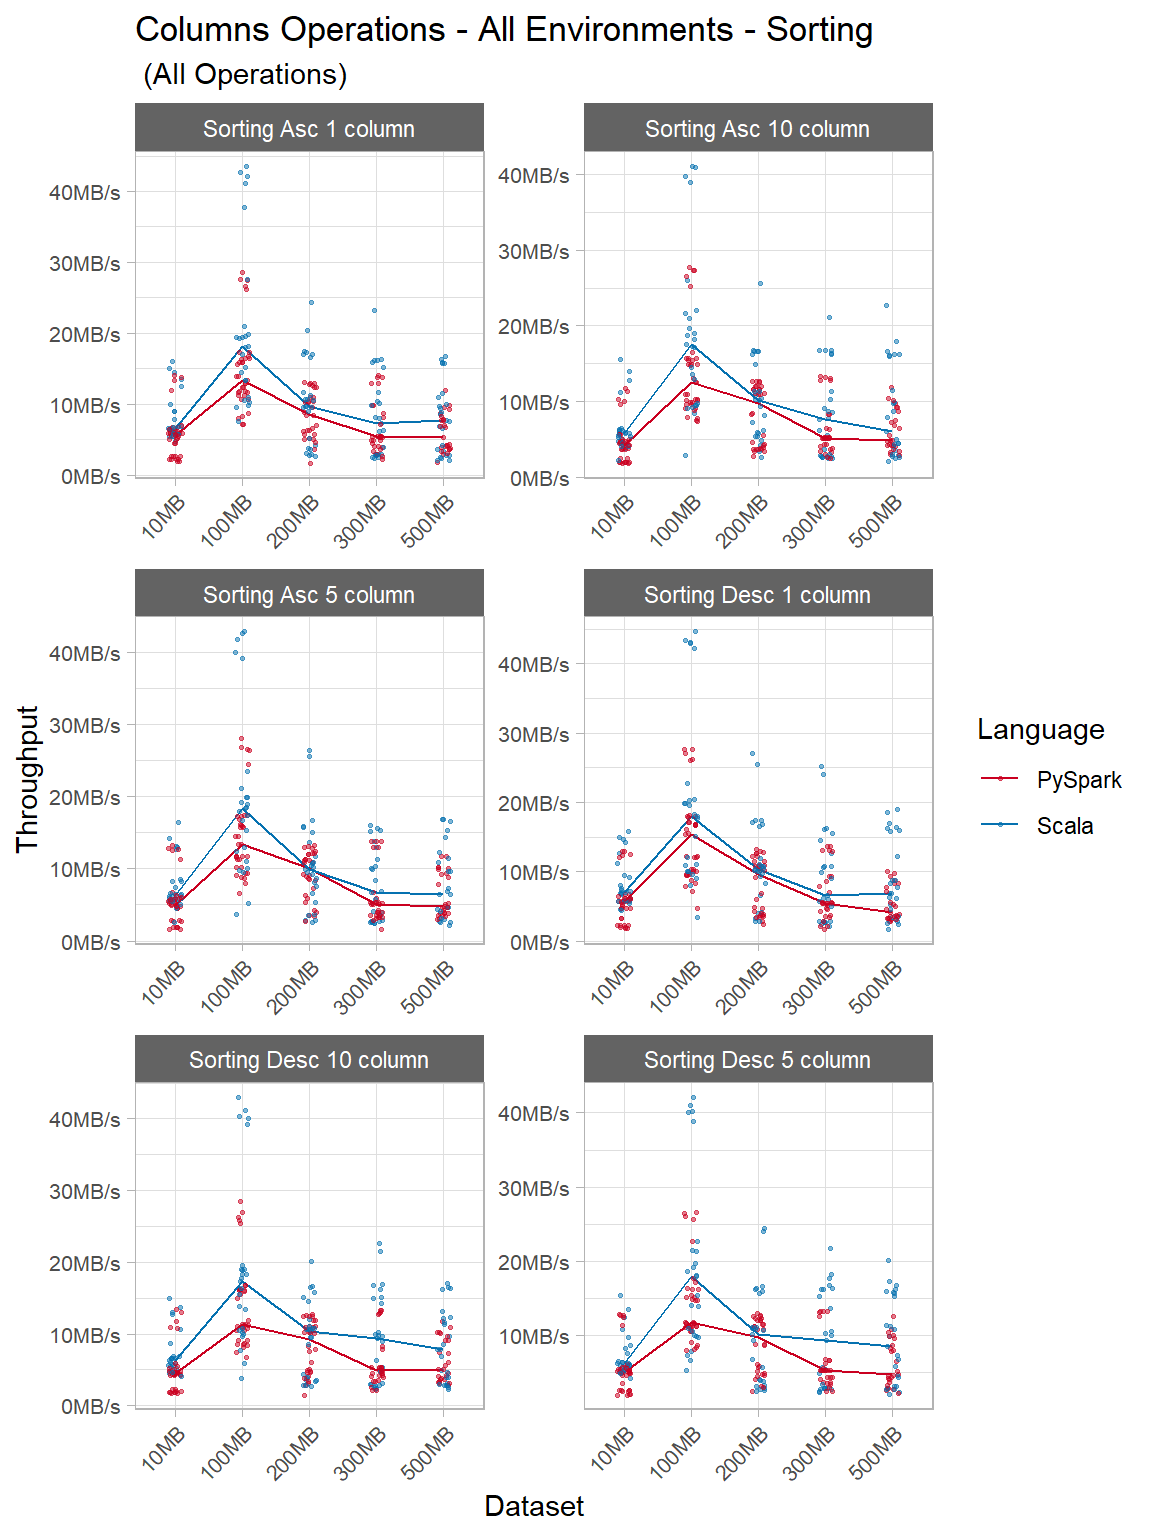 Columns Operations - All Environments - Sorting
(All Operations)
Sorting Asc 1 column
40MB/s
30MB/s
20MB/s
10MB/s
0MB/s
10MB
100MB
200MB
300MB
500MB
Sorting Asc 10 column
40MB/s
30MB/s
20MB/s
10MB/s
0MB/s
10MB
100MB
200MB
300MB
500MB
Sorting Asc 5 column
40MB/s
30MB/s
20MB/s
10MB/s
0MB/s
10MB
100MB
200MB
300MB
500MB
Sorting Desc 1 column
40MB/s
30MB/s
20MB/s
10MB/s
0MB/s
10MB
100MB
200MB
300MB
500MB
Sorting Desc 10 column
40MB/s
30MB/s
20MB/s
10MB/s
0MB/s
10MB
100MB
200MB
300MB
500MB
Sorting Desc 5 column
40MB/s
30MB/s
20MB/s
10MB/s
10MB
100MB
200MB
300MB
500MB
Throughput
Dataset
Language
PySpark
Scala